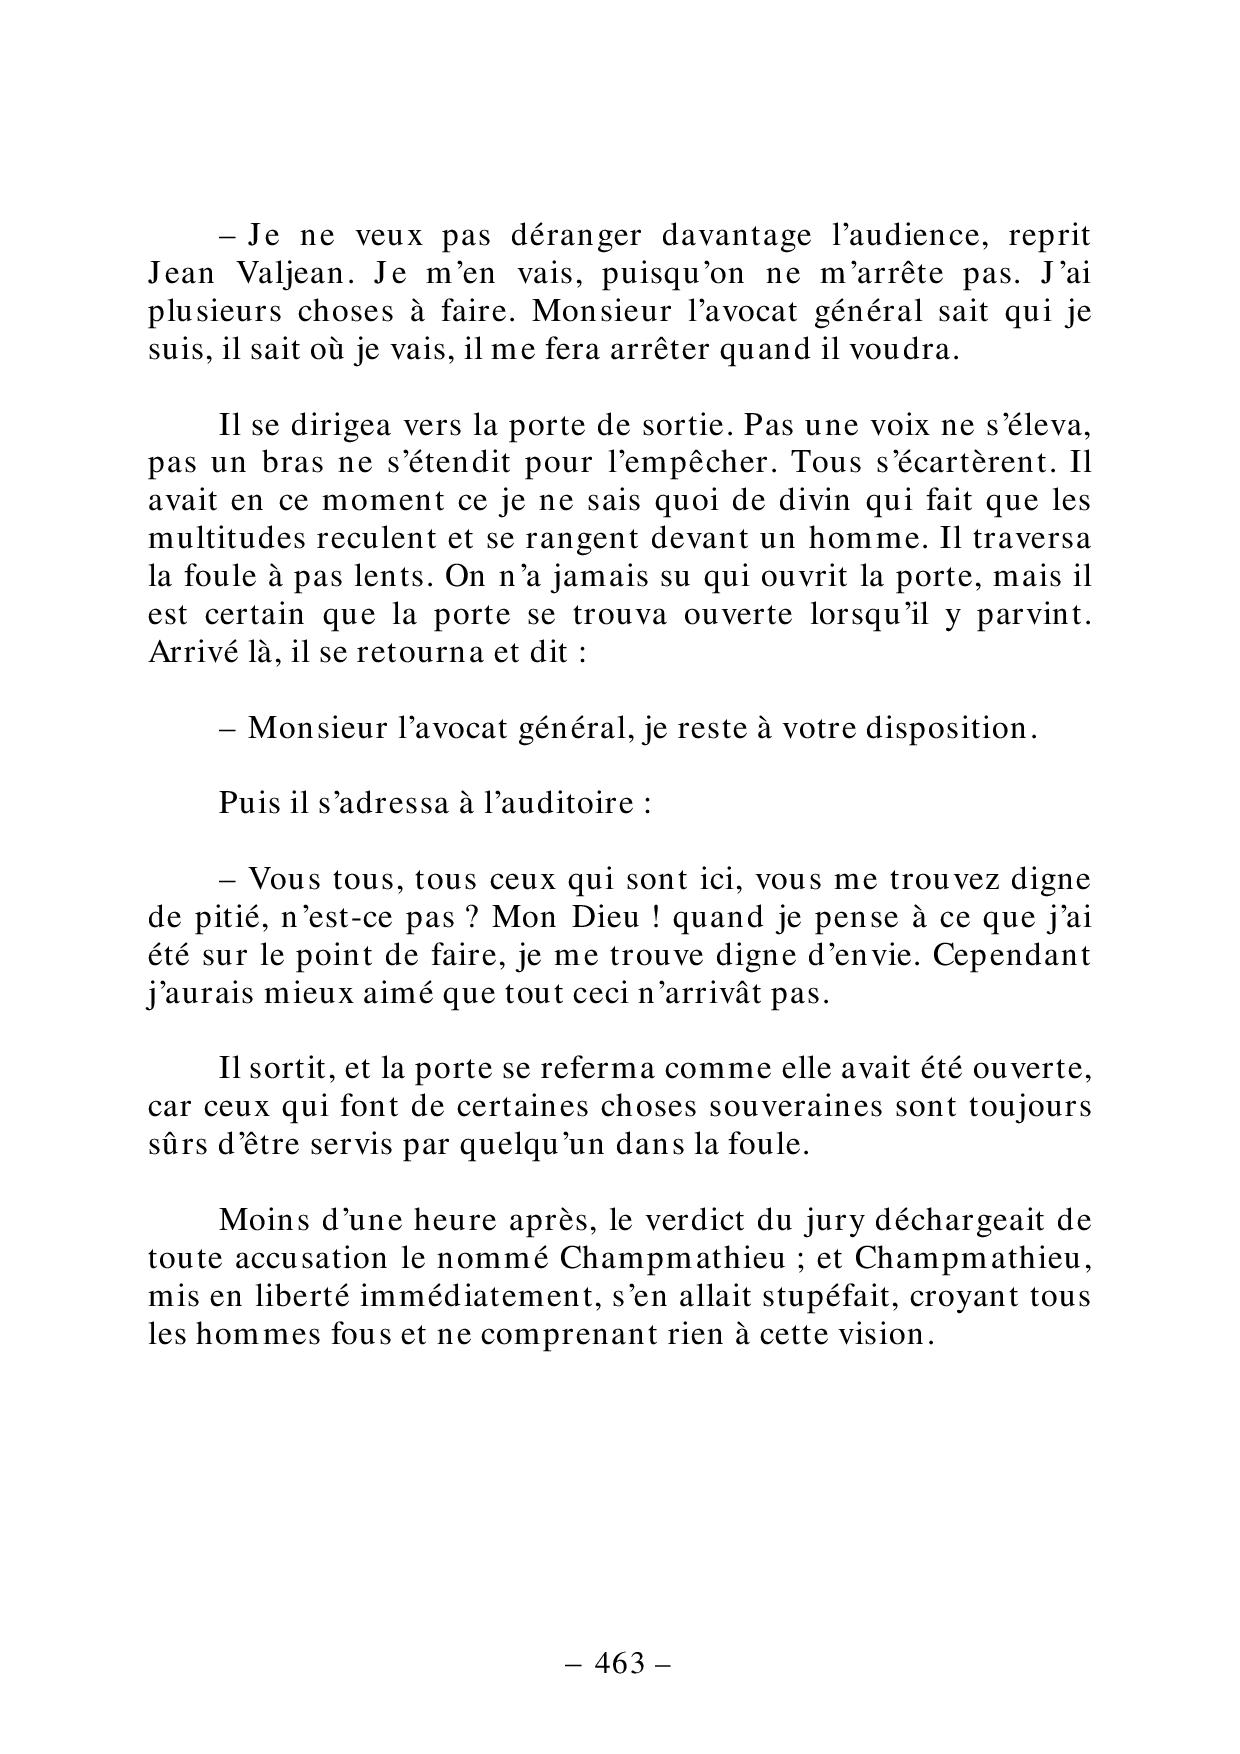 – Je ne veux pas déranger davantage l’audience, reprit
Jean Valjean. Je m’en vais, puisqu’on ne m’arrête pas. J’ai
plusieurs choses à faire. Monsieur l’avocat général sait qui je
suis, il sait où je vais, il me fera arrêter quand il voudra.
Il se dirigea vers la porte de sortie. Pas une voix ne s’éleva,
pas un bras ne s’étendit pour l’empêcher. Tous s’écartèrent. Il
avait en ce moment ce je ne sais quoi de divin qui fait que les
multitudes reculent et se rangent devant un homme. Il traversa
la foule à pas lents. On n’a jamais su qui ouvrit la porte, mais il
est certain que la porte se trouva ouverte lorsqu’il y parvint.
Arrivé là, il se retourna et dit :
– Monsieur l’avocat général, je reste à votre disposition.
Puis il s’adressa à l’auditoire :
– Vous tous, tous ceux qui sont ici, vous me trouvez digne
de pitié, n’est-ce pas ? Mon Dieu ! quand je pense à ce que j’ai
été sur le point de faire, je me trouve digne d’envie. Cependant
j’aurais mieux aimé que tout ceci n’arrivât pas.
Il sortit, et la porte se referma comme elle avait été ouverte,
car ceux qui font de certaines choses souveraines sont toujours
sûrs d’être servis par quelqu’un dans la foule.
Moins d’une heure après, le verdict du jury déchargeait de
toute accusation le nommé Champmathieu ; et Champmathieu,
mis en liberté immédiatement, s’en allait stupéfait, croyant tous
les hommes fous et ne comprenant rien à cette vision.
– 463 –